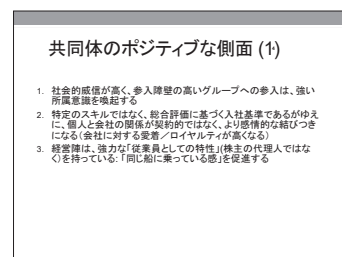 共同体のポジティブな側面 (1)
1. 社会的威信が高く、参入障壁の高いグループへの参入は、強い
所属意識を喚起する
2. 特定のスキルではなく、総合評価に基づく入社基準であるがゆえ
に、個人と会社の関係が契約的ではなく、より感情的な結びつき
になる(会社に対する愛着/ロイヤルティが高くなる)
3. 経営陣は、強力な「従業員としての特性」(株主の代理人ではな
く)を持っている:「同じ船に乗っている感」を促進する